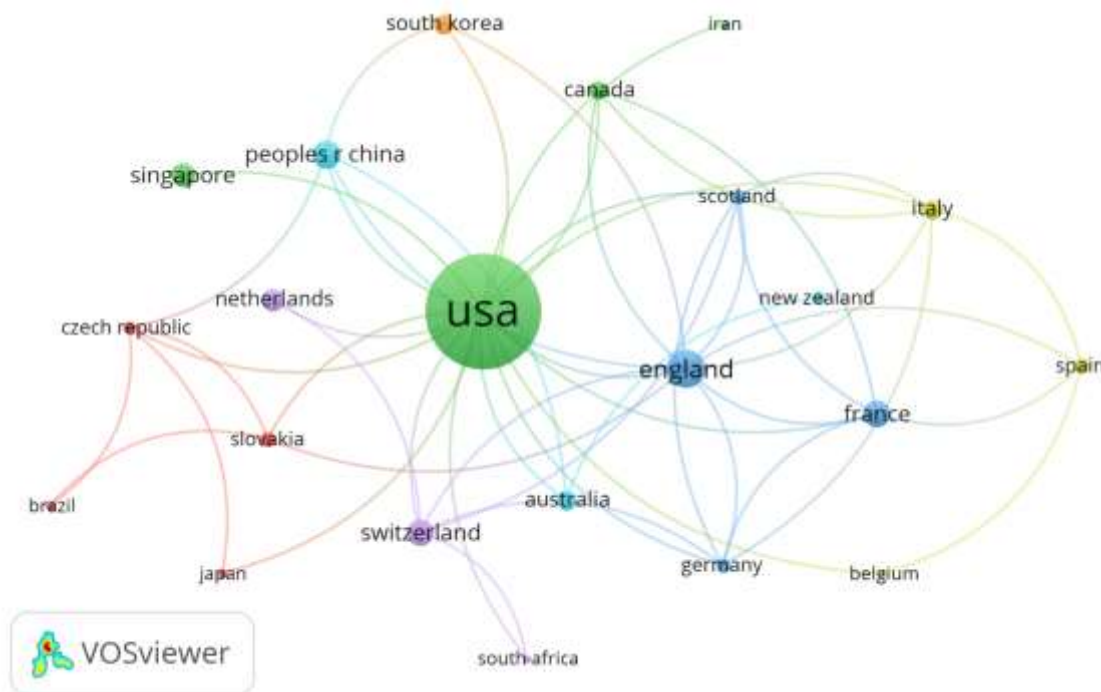 south korea
iran
canada
peoples r china
singapore
scotland
italy
netherlands
new zealand
usa
czech republic
england
spain
france
slovakia
brazil
australia
switzerland
germany
japan
belgium
VOSviewer
south africa